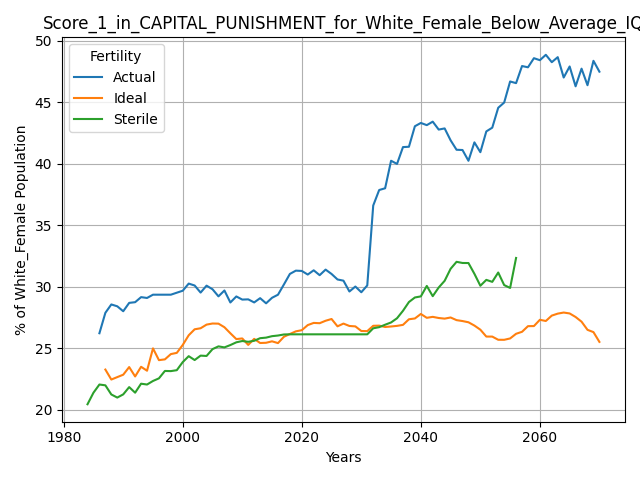 Score_1_in_CAPITAL_PUNISHMENT_for_White_Female_Below_Average_IQ
Fertility
Actual
Ideal
Sterile
50
45
40
35
30
25
20
% of White_Female Population
1980
2000
2020
2040
2060
Years